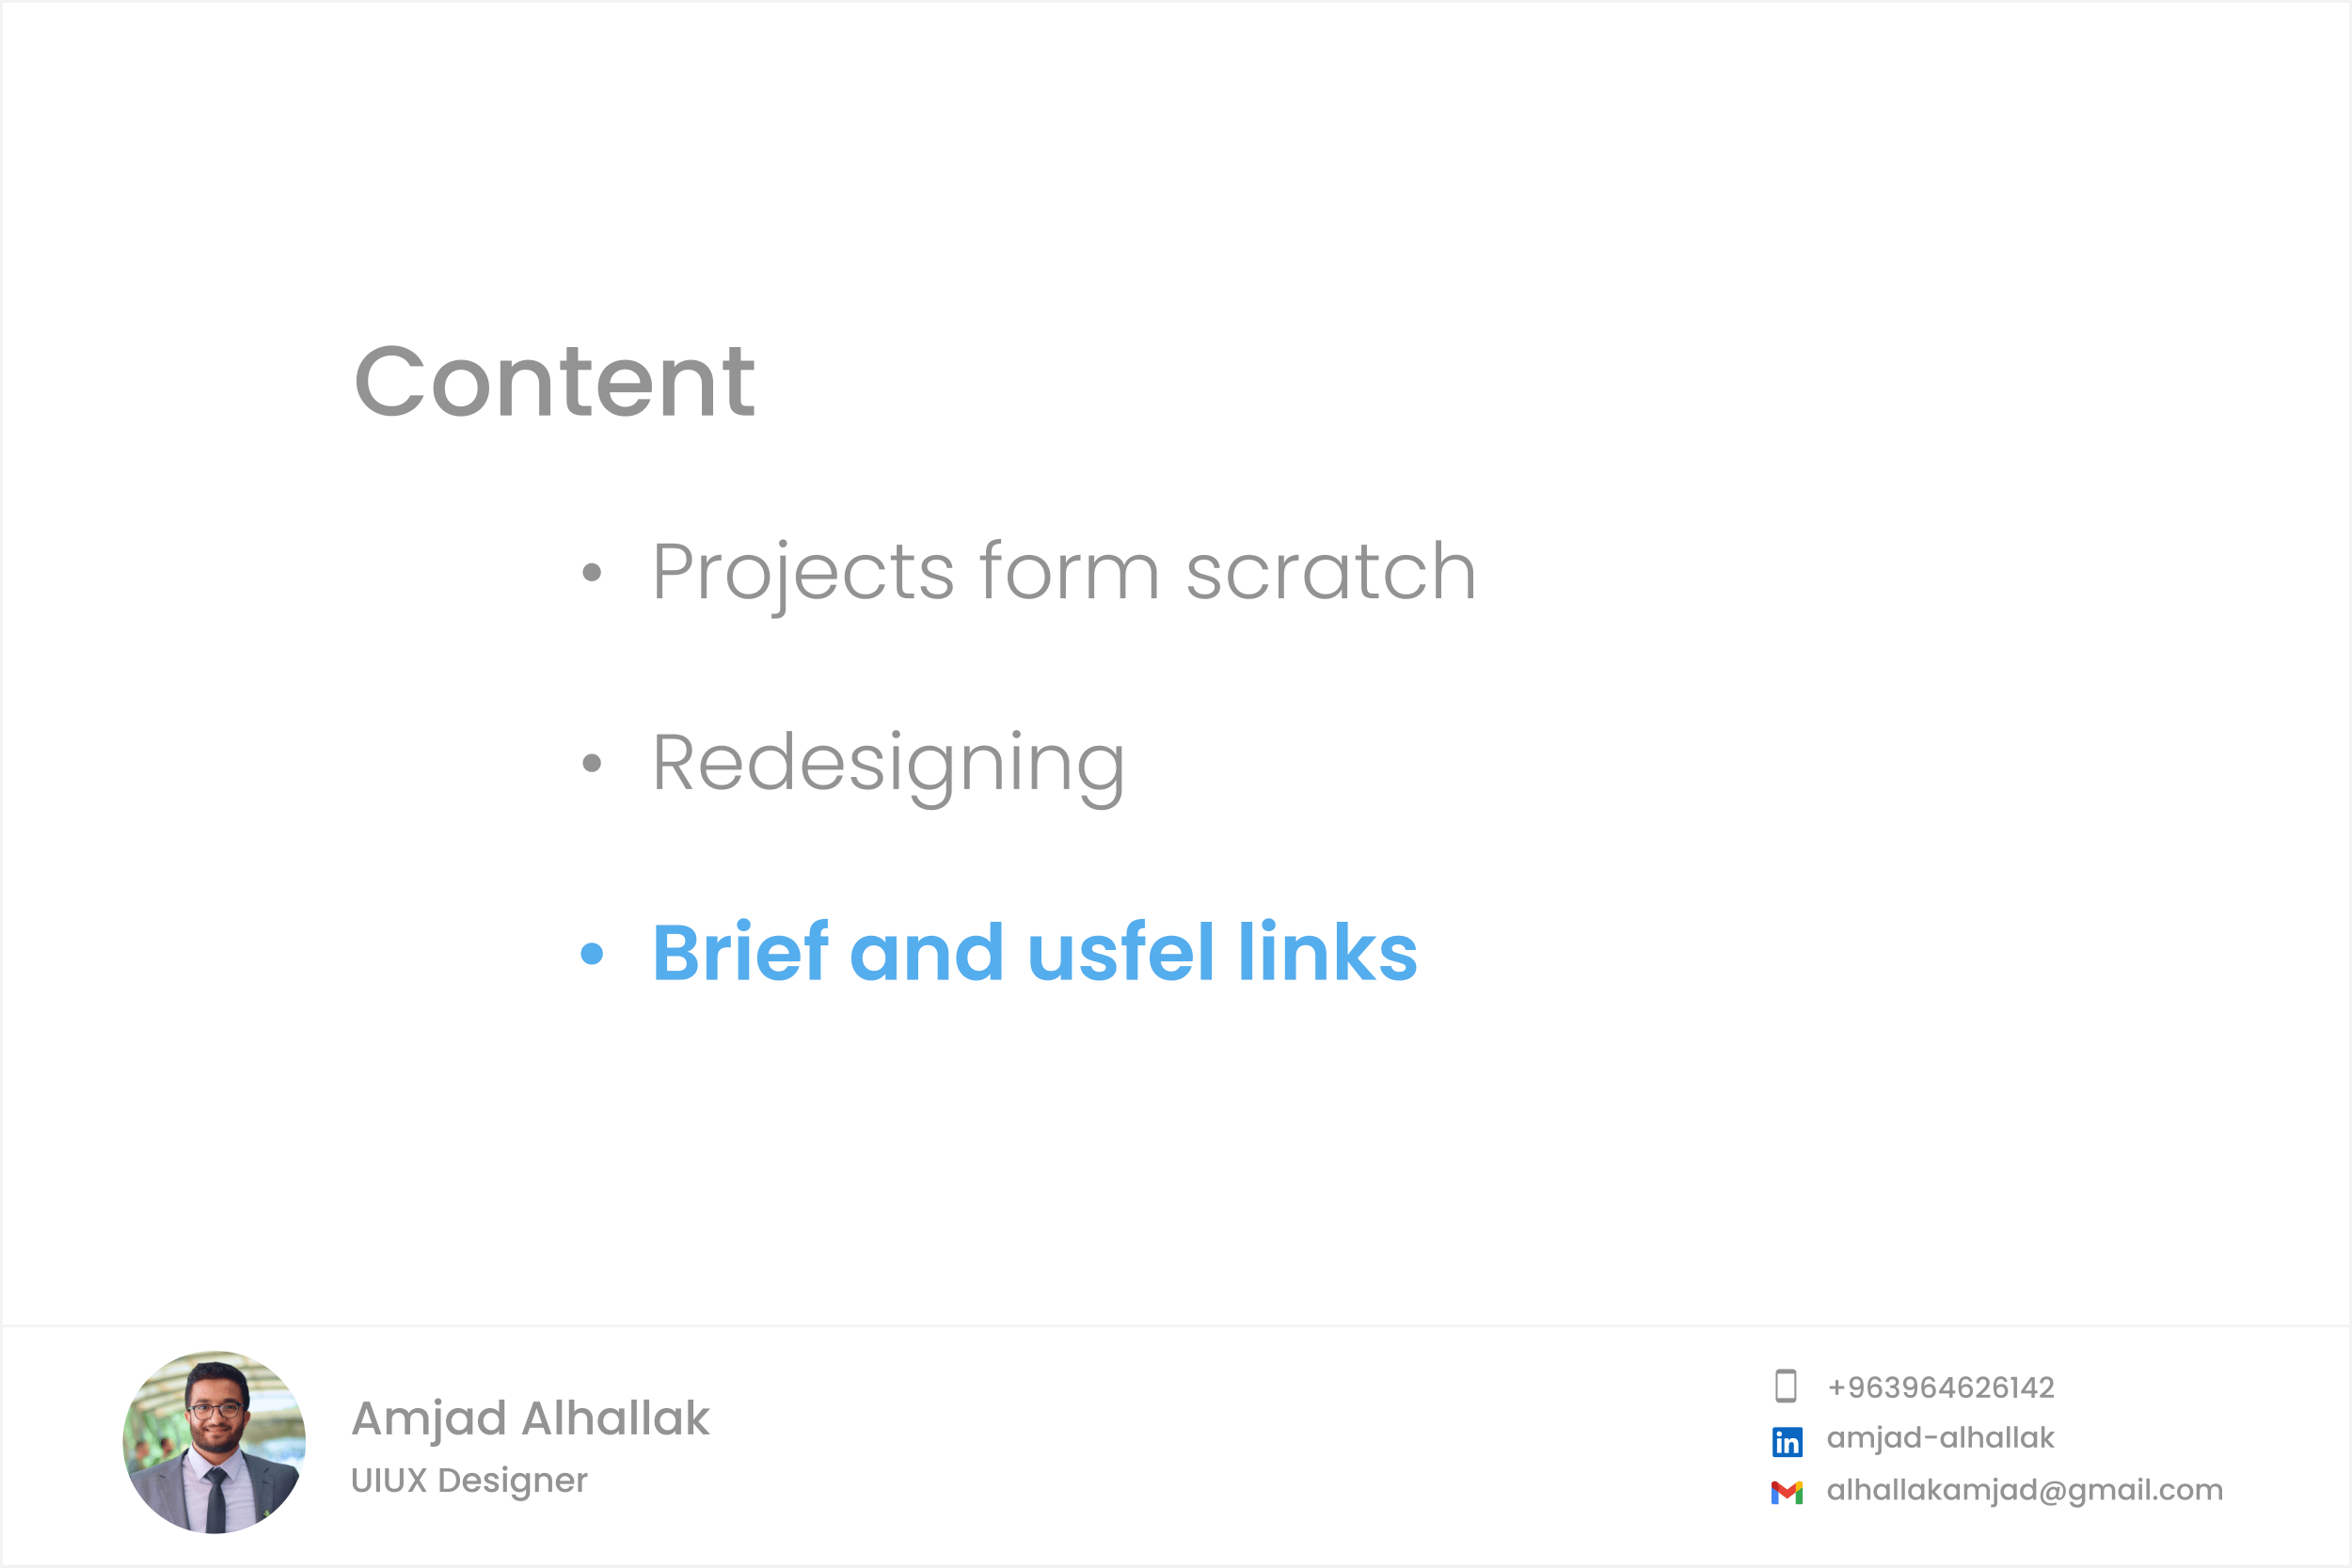 Content
• Projects form scratch
• Redesigning
• Brief and usfel links
Amjad Alhallak
UIUX Designer
+963964626142
amjad-alhallak
alhallakamjad@gmail.com